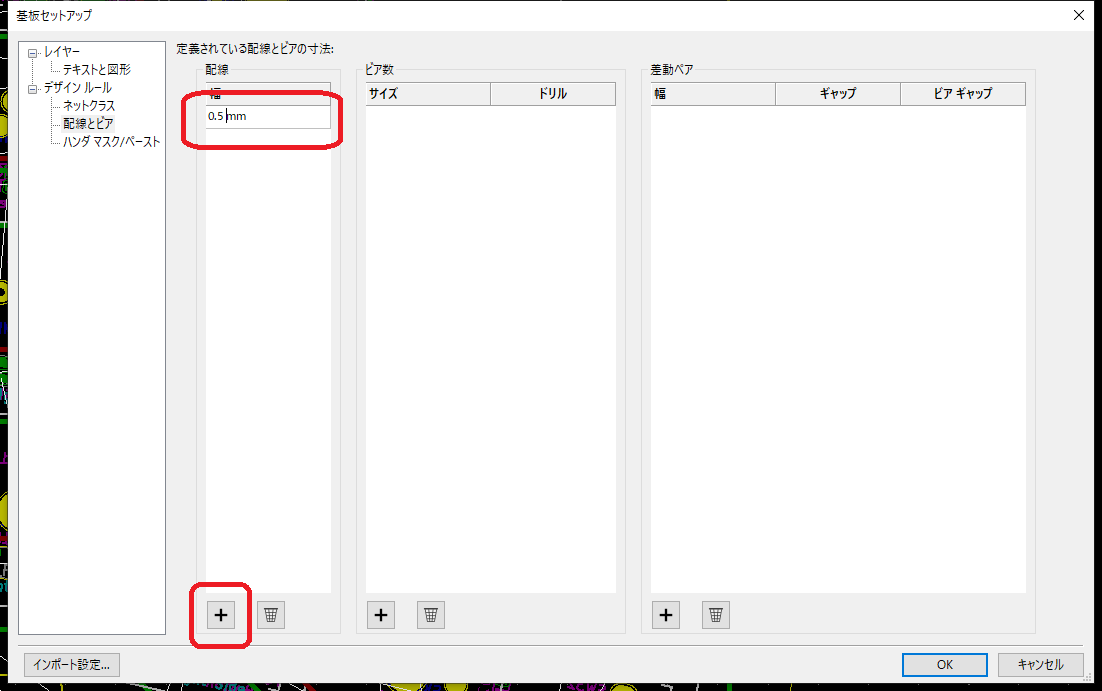 基板セットアップ
レイヤー
テキストと図形
デザイン ルール
ネットクラス
配線とビア
ハンダ マスク/ペースト
定義されている配線とビアの寸法:
配線
幅
0.5 mm
ビア数
サイズ
ドリル
差動ペア
幅
ギャップ
ビア ギャップ
インポート設定...
OK
キャンセル